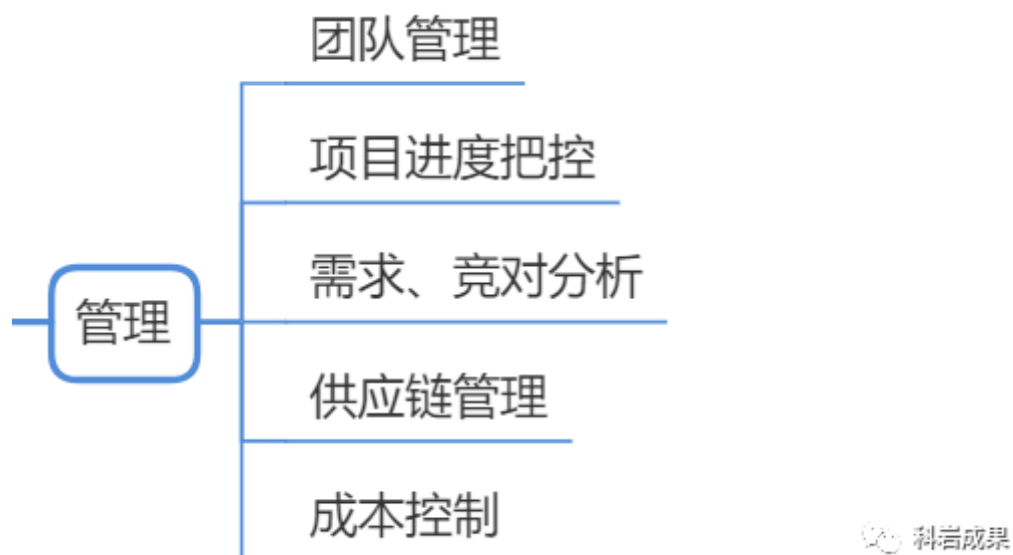 团队管理
项目进度把控
需求、竞对分析
管理
供应链管理
成本控制
科岩成果